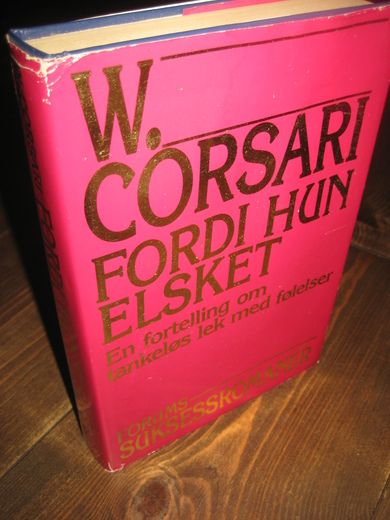 W.
CORSARI
FORDI HUN
ELSKET
En fortelling om
tankeløs lek med følelser
FORUMS
SUKSESSROMANER